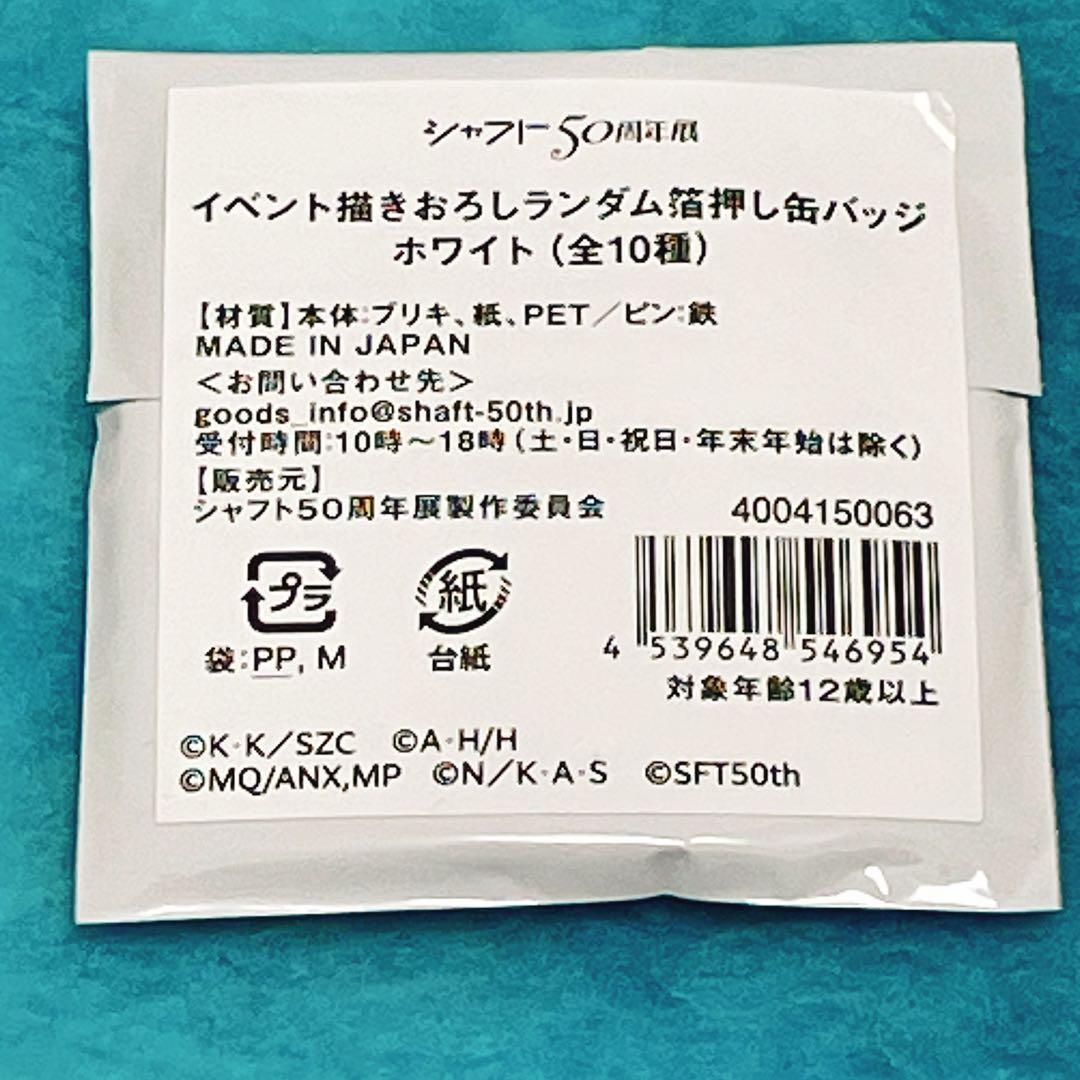 シャフト50周年展
イベント描きおろしランダム箔押し缶バッジ
ホワイト（全10種）
【材質】本体：ブリキ、紙、PET／ピン：鉄
MADE IN JAPAN
＜お問い合わせ先＞
goods_info@shaft-50th.jp
受付時間：10時～18時（土・日・祝日・年末年始は除く）
【販売元】
シャフト50周年展製作委員会
4004150063
プラ
紙
4 539648 546954
袋：PP, M
台紙
対象年齢12歳以上
©K・K／SZC ©A・H/H
©MQ/ANX,MP ©N／K・A・S ©SFT50th